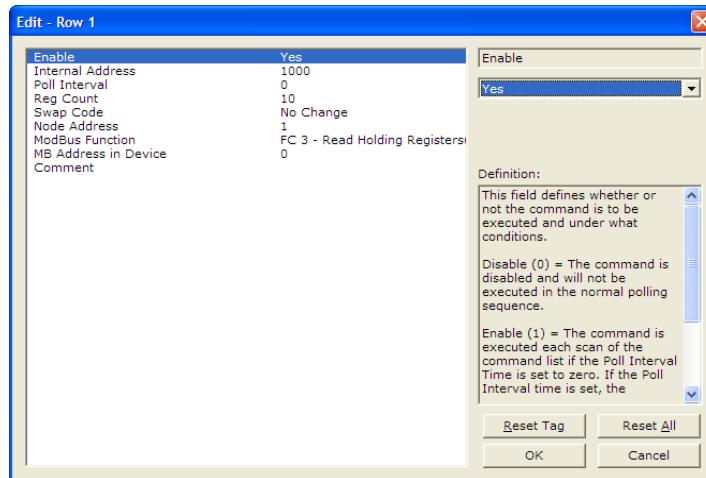 Edit - Row 1
Enable Yes
Internal Address 1000
Poll Interval 0
Reg Count 10
Swap Code No Change
Node Address 1
ModBus Function FC 3 - Read Holding Registers(
MB Address in Device 0
Comment
Enable
Yes
Definition:
This field defines whether or
not the command is to be
executed and under what
conditions.
Disable (0) = The command is
disabled and will not be
executed in the normal polling
sequence.
Enable (1) = The command is
executed each scan of the
command list if the Poll Interval
Time is set to zero. If the Poll
Interval time is set, the
Reset Tag Reset All
OK Cancel